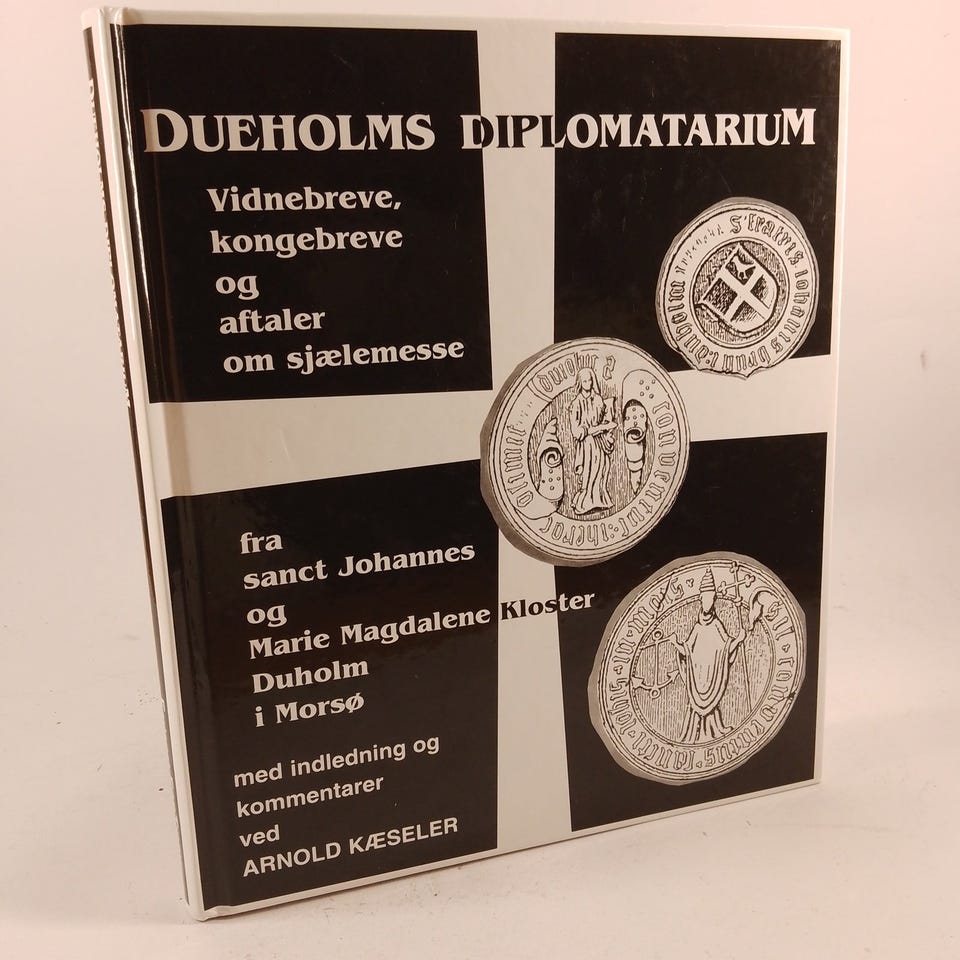 DUEHOLMS DIPLOMATARIUM
Vidnebreve,
kongebreve
og
aftaler
om sjælemesse
fra
sanct Johannes
og
Marie Magdalene Kloster
Duholm
i Morsø
med indledning og
kommentarer
ved
ARNOLD KÆSELER